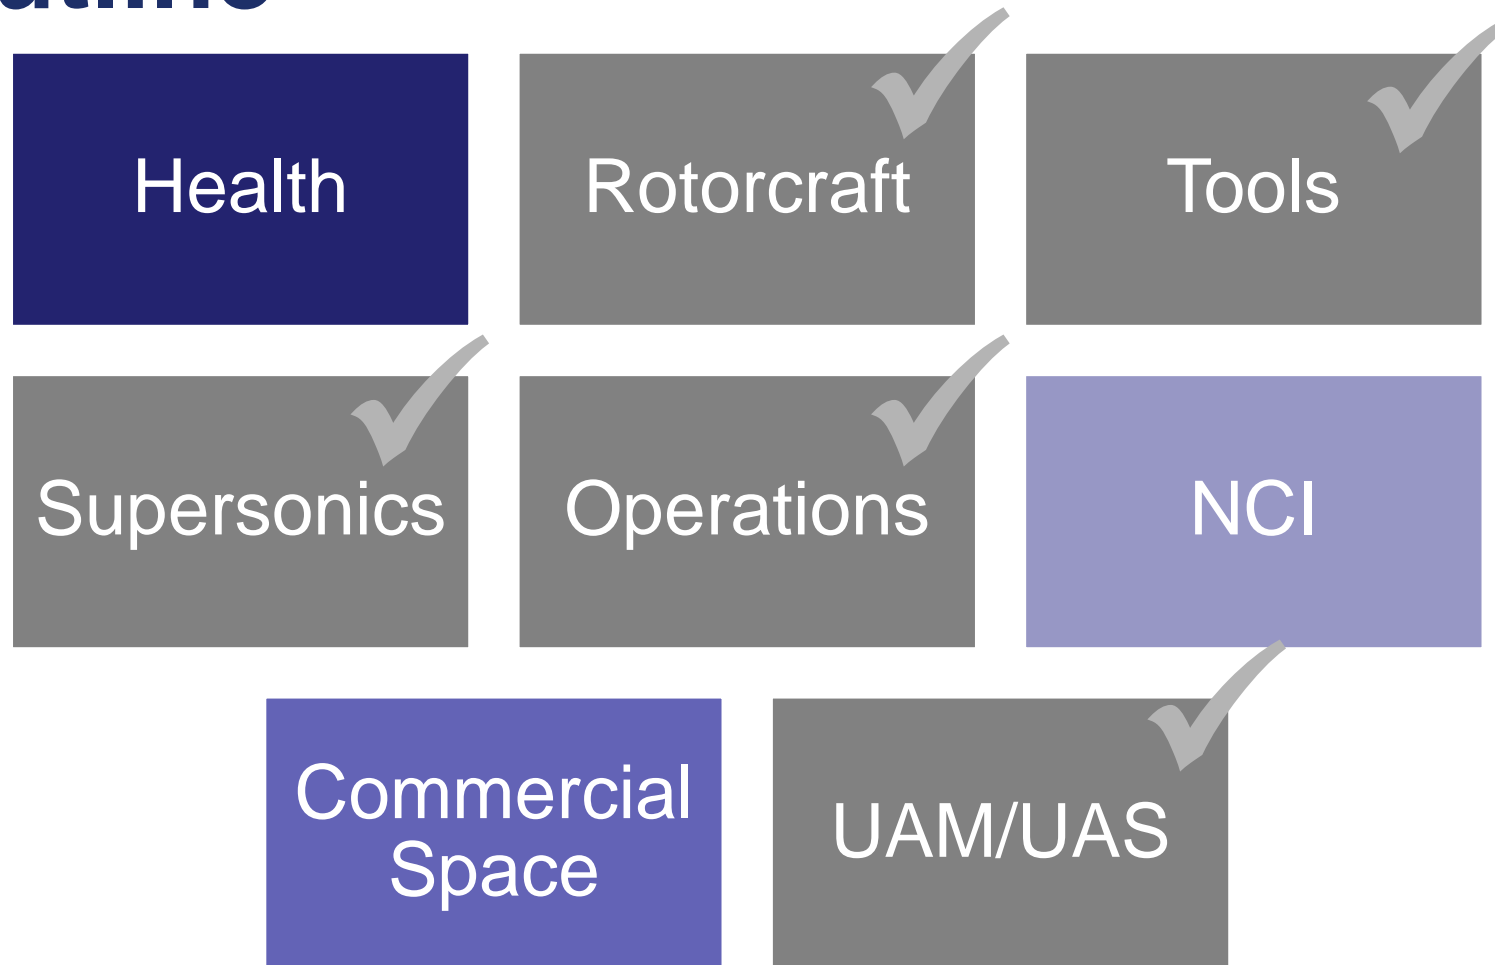 Health
Rotorcraft
Tools
Supersonics
Operations
NCI
Commercial
Space
UAM/UAS